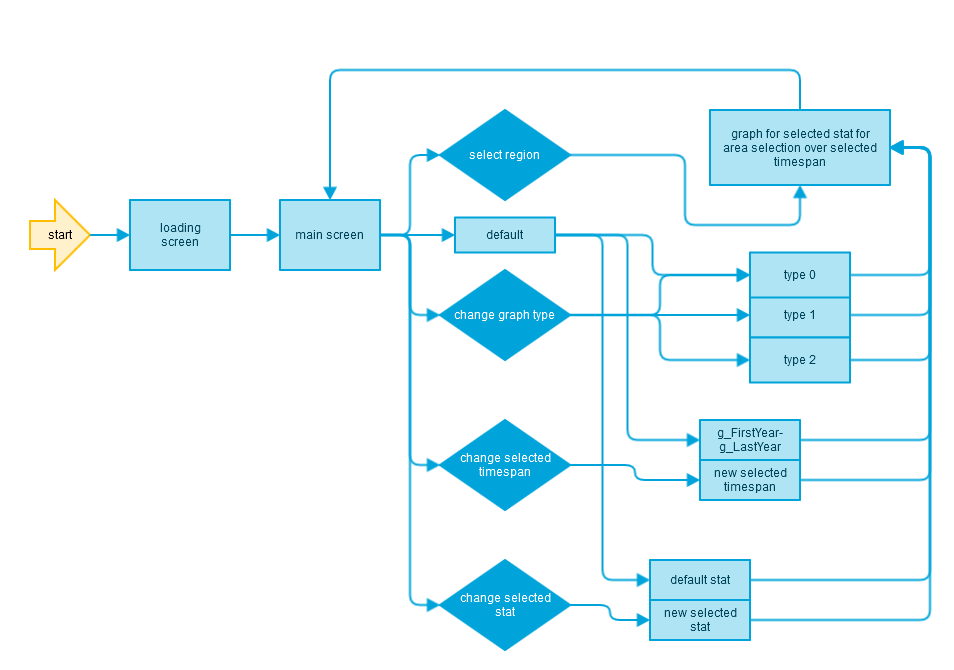 start
loading
screen
main screen
select region
default
change graph type
change selected
timespan
change selected
stat
graph for selected stat for
area selection over selected
timespan
type 0
type 1
type 2
g_FirstYear-
g_LastYear
new selected
timespan
default stat
new selected
stat